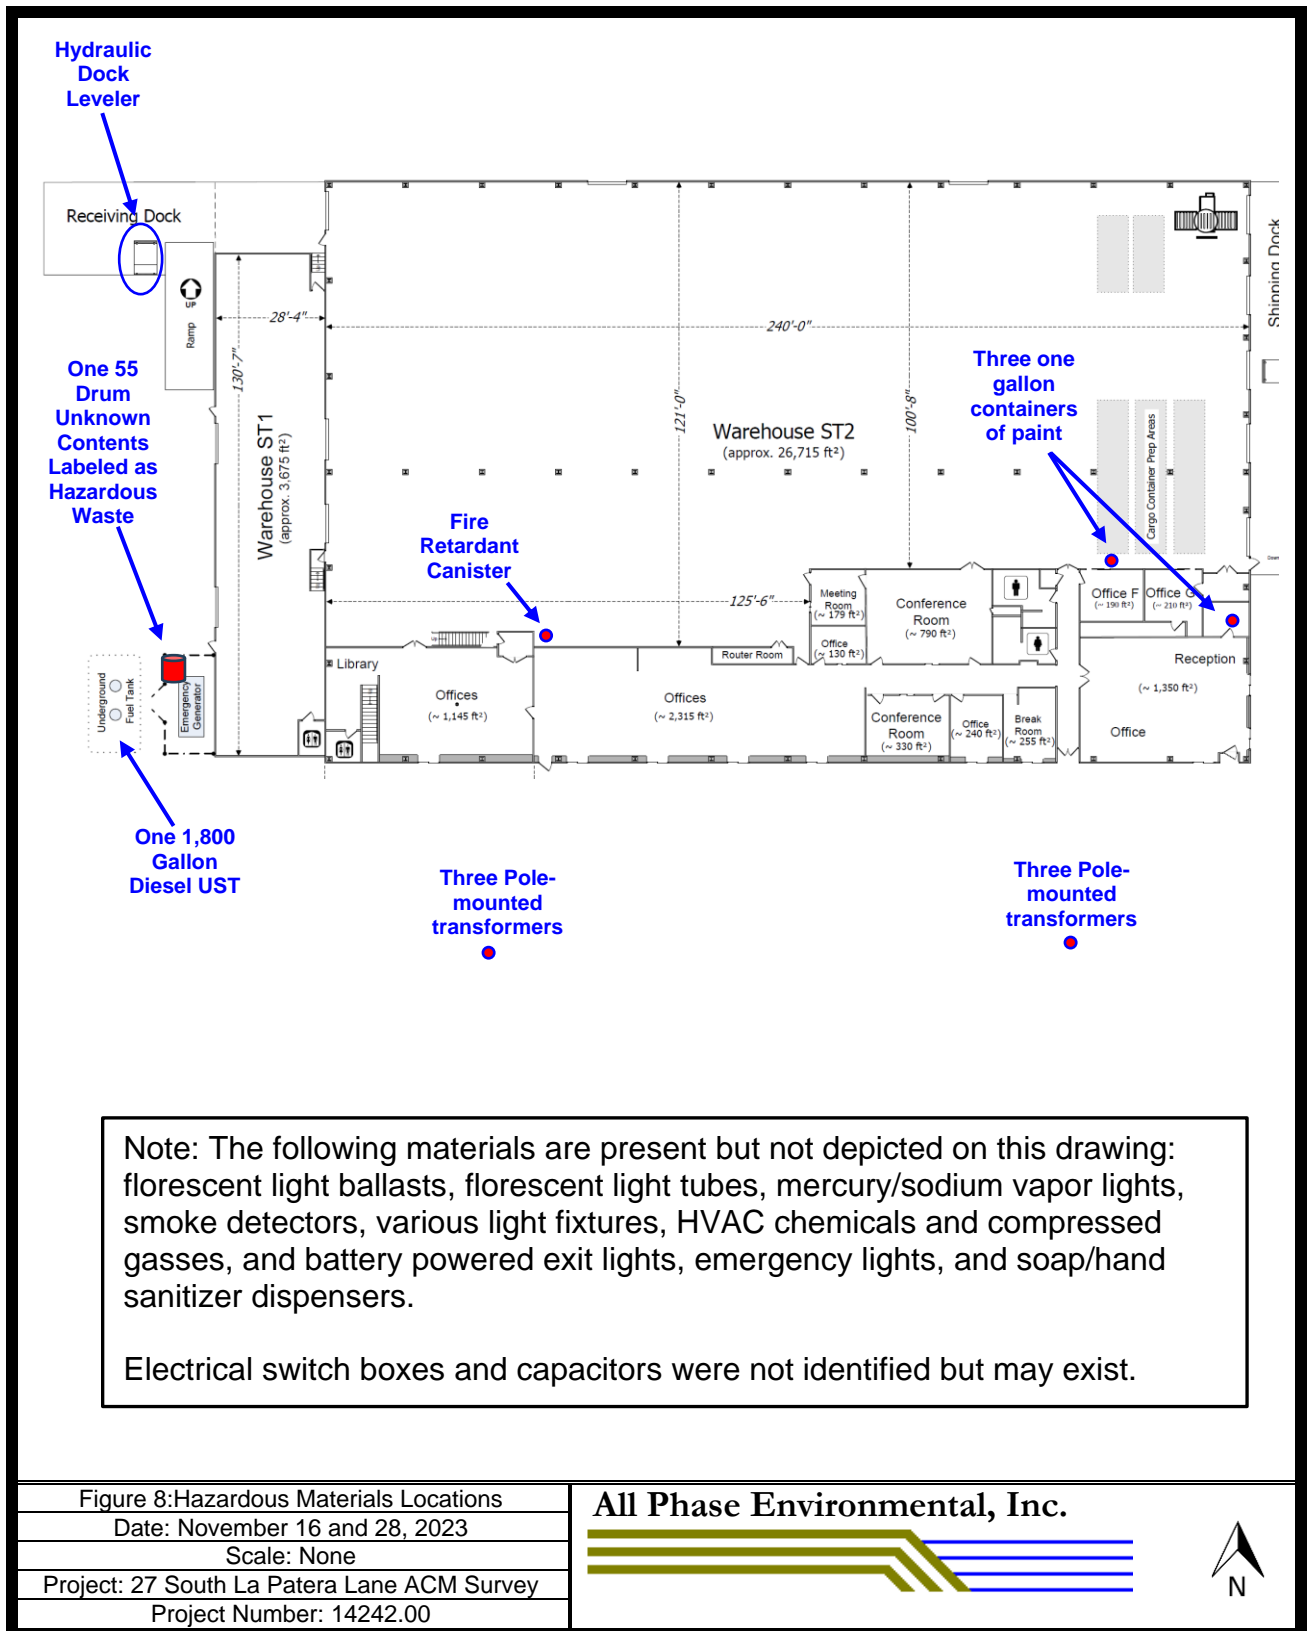 Hydraulic
Dock
Leveler
Receiving Dock
UP
Ramp
28'-4"
130'-7"
Warehouse ST1
(approx. 3,675 ft²)
One 55
Drum
Unknown
Contents
Labeled as
Hazardous
Waste
240'-0"
121'-0"
100'-8"
Warehouse ST2
(approx. 26,715 ft²)
Three one
gallon
containers
of paint
Shipping Dock
Cargo Container Prep Areas
Fire
Retardant
Canister
125'-6"
Meeting
Room
(~ 179 ft²)
Office
(~ 130 ft²)
Router Room
Conference
Room
(~ 790 ft²)
Office F
(~ 190 ft²)
Office G
(~ 210 ft²)
Reception
(~ 1,350 ft²)
Office
Library
Offices
(~ 1,145 ft²)
Offices
(~ 2,315 ft²)
Conference
Room
(~ 330 ft²)
Office
(~ 240 ft²)
Break
Room
(~ 255 ft²)
Underground
Fuel Tank
Emergency
Generator
One 1,800
Gallon
Diesel UST
Three Pole-
mounted
transformers
Three Pole-
mounted
transformers
Note: The following materials are present but not depicted on this drawing:
florescent light ballasts, florescent light tubes, mercury/sodium vapor lights,
smoke detectors, various light fixtures, HVAC chemicals and compressed
gasses, and battery powered exit lights, emergency lights, and soap/hand
sanitizer dispensers.
Electrical switch boxes and capacitors were not identified but may exist.
Figure 8:Hazardous Materials Locations
Date: November 16 and 28, 2023
Scale: None
Project: 27 South La Patera Lane ACM Survey
Project Number: 14242.00
All Phase Environmental, Inc.
N